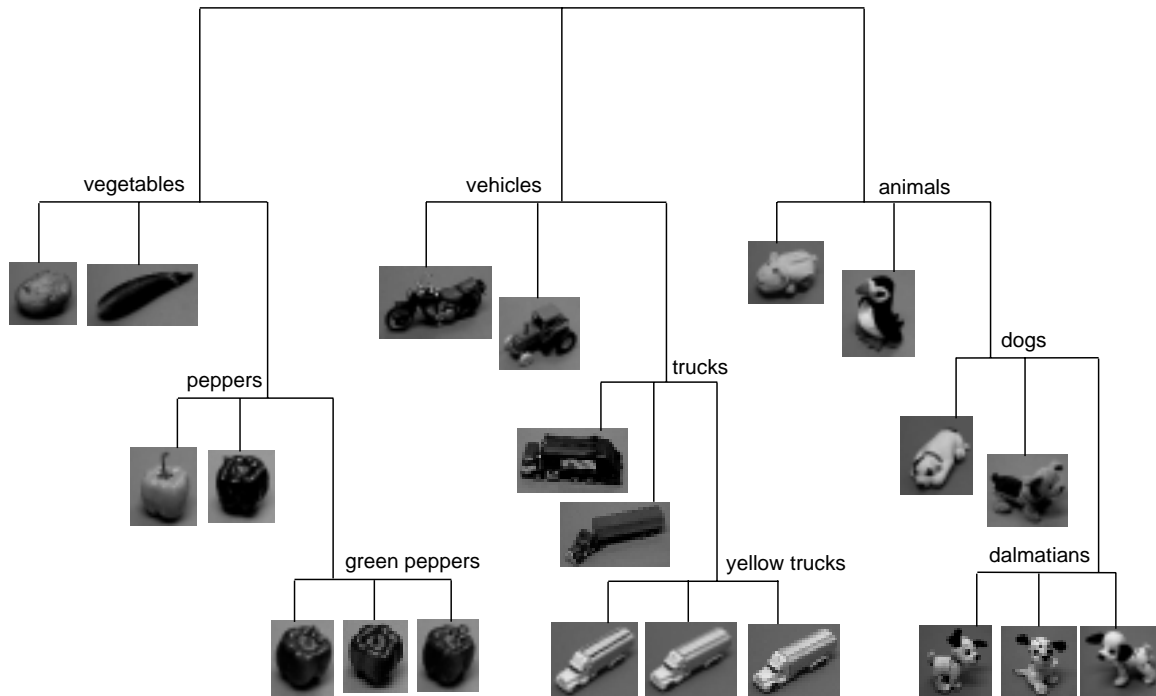 vegetables
vehicles
animals
dogs
peppers
trucks
green peppers
yellow trucks
dalmatians